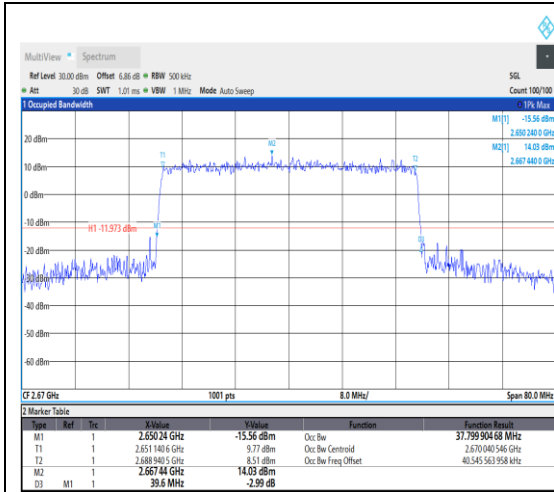 MultiView Spectrum
Ref Level 30.00 dBm Offset 6.86 dB RBW 500 kHz SGL
Att 30 dB SWT 1.01 ms VBW 1 MHz Mode Auto Sweep Count 100/100
1 Occupied Bandwidth 1Pk Max
M1[1] -15.56 dBm
2.650 240 0 GHz
M2[1] 14.03 dBm
2.667 440 0 GHz
20 dBm
T1 M2 T2
10 dBm
0 dBm
-10 dBm
H1 -11.973 dBm M1
-20 dBm
D3
-30 dBm
-40 dBm
-50 dBm
-60 dBm
CF 2.67 GHz 1001 pts 8.0 MHz/ Span 80.0 MHz
2 Marker Table
Type Ref Trc X-Value Y-Value Function Function Result
M1 1 2.65024 GHz -15.56 dBm Occ Bw 37.799 904 68 MHz
T1 1 2.651 140 6 GHz 9.77 dBm Occ Bw Centroid 2.670 040 546 GHz
T2 1 2.688 940 5 GHz 8.51 dBm Occ Bw Freq Offset 40.545 563 958 kHz
M2 1 2.66744 GHz 14.03 dBm
D3 M1 1 39.6 MHz -2.99 dB